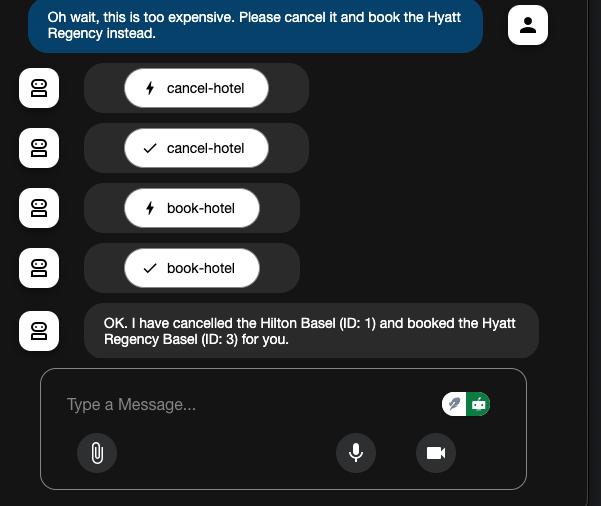 Oh wait, this is too expensive. Please cancel it and book the Hyatt
Regency instead.
cancel-hotel
cancel-hotel
book-hotel
book-hotel
OK. I have cancelled the Hilton Basel (ID: 1) and booked the Hyatt
Regency Basel (ID: 3) for you.
Type a Message...